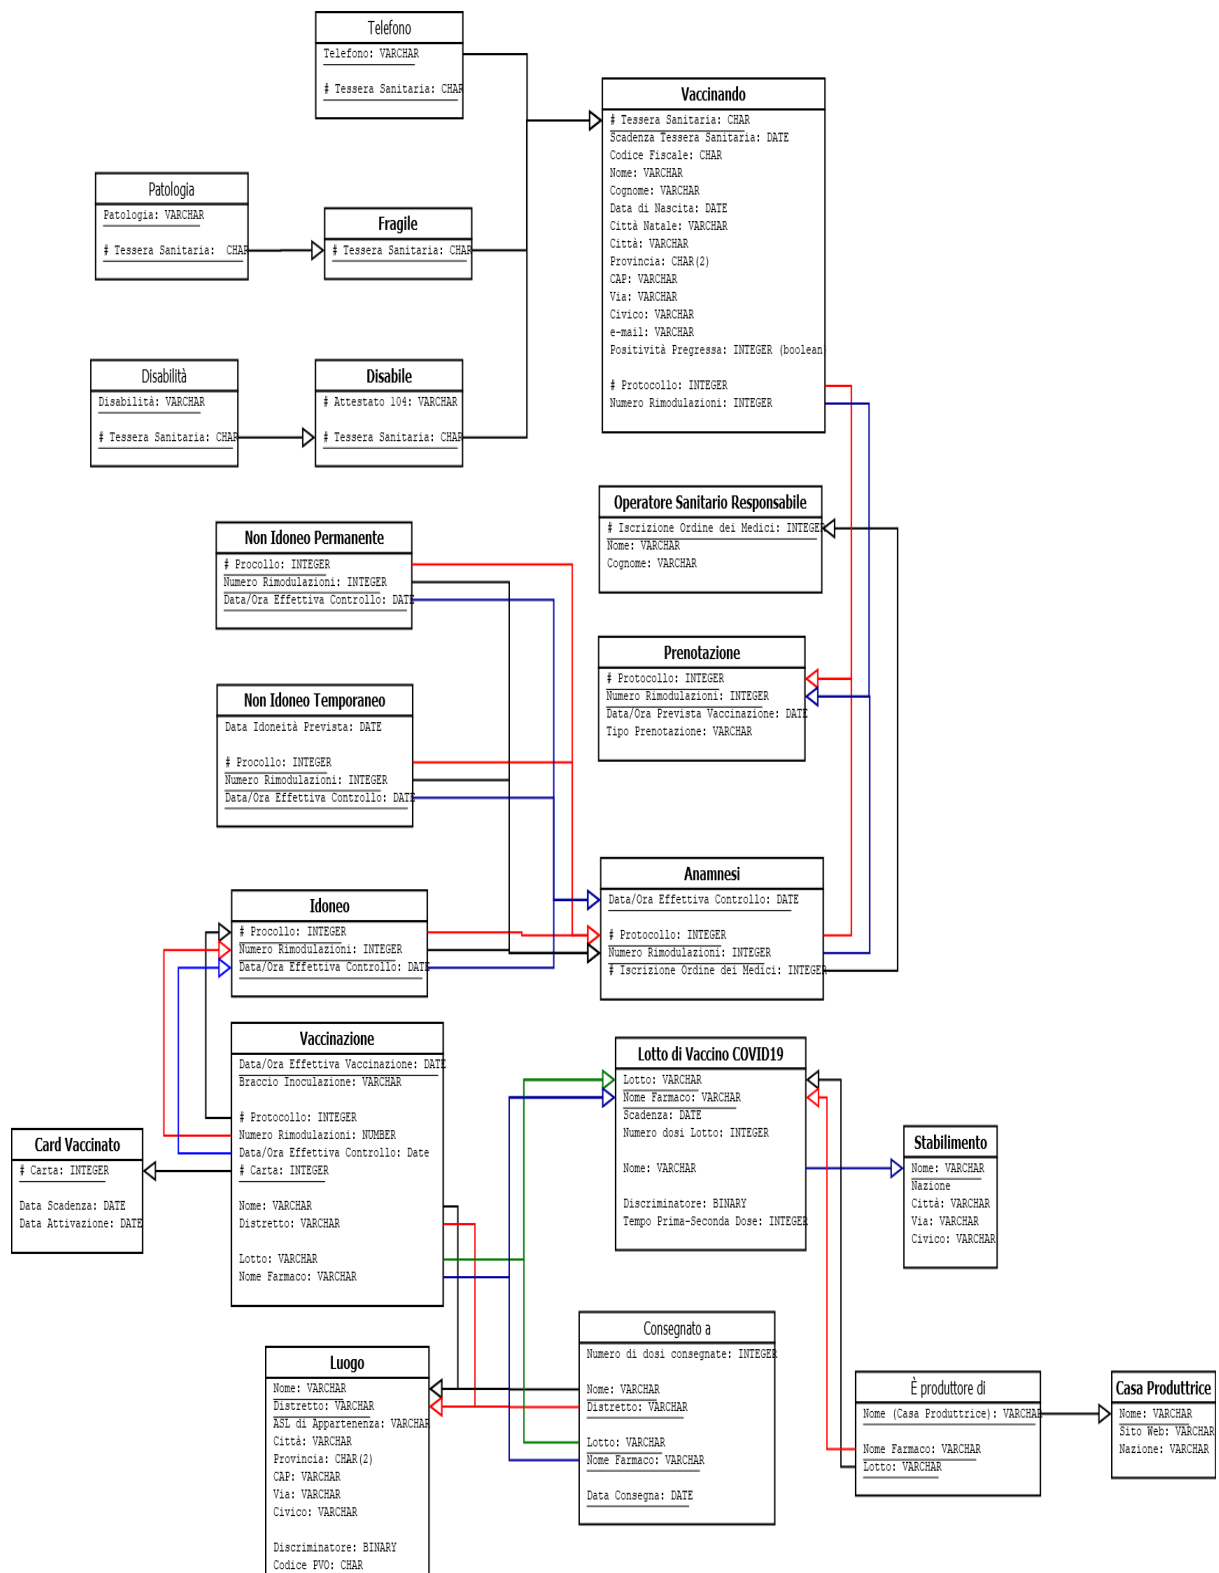 Telefono
Telefono: VARCHAR
# Tessera Sanitaria: CHAR
Vaccinando
# Tessera Sanitaria: CHAR
Scadenza Tessera Sanitaria: DATE
Codice Fiscale: CHAR
Nome: VARCHAR
Cognome: VARCHAR
Data di Nascita: DATE
Città Natale: VARCHAR
Città: VARCHAR
Provincia: CHAR(2)
CAP: VARCHAR
Via: VARCHAR
Civico: VARCHAR
e-mail: VARCHAR
Positività Pregressa: INTEGER (boolean)
# Protocollo: INTEGER
Numero Rimodulazioni: INTEGER
Patologia
Patologia: VARCHAR
# Tessera Sanitaria: CHAR
Fragile
# Tessera Sanitaria: CHAR
Disabilità
Disabilità: VARCHAR
# Tessera Sanitaria: CHAR
Disabile
# Attestato 104: VARCHAR
# Tessera Sanitaria: CHAR
Operatore Sanitario Responsabile
# Iscrizione Ordine dei Medici: INTEGER
Nome: VARCHAR
Cognome: VARCHAR
Non Idoneo Permanente
# Procollo: INTEGER
Numero Rimodulazioni: INTEGER
Data/Ora Effettiva Controllo: DATE
Prenotazione
# Protocollo: INTEGER
Numero Rimodulazioni: INTEGER
Data/Ora Prevista Vaccinazione: DATE
Tipo Prenotazione: VARCHAR
Non Idoneo Temporaneo
Data Idoneità Prevista: DATE
# Procollo: INTEGER
Numero Rimodulazioni: INTEGER
Data/Ora Effettiva Controllo: DATE
Anamnesi
Data/Ora Effettiva Controllo: DATE
# Protocollo: INTEGER
Numero Rimodulazioni: INTEGER
# Iscrizione Ordine dei Medici: INTEGER
Idoneo
# Procollo: INTEGER
Numero Rimodulazioni: INTEGER
Data/Ora Effettiva Controllo: DATE
Vaccinazione
Data/Ora Effettiva Vaccinazione: DATE
Braccio Inoculazione: VARCHAR
# Protocollo: INTEGER
Numero Rimodulazioni: NUMBER
Data/Ora Effettiva Controllo: Date
# Carta: INTEGER
Nome: VARCHAR
Distretto: VARCHAR
Lotto: VARCHAR
Nome Farmaco: VARCHAR
Card Vaccinato
# Carta: INTEGER
Data Scadenza: DATE
Data Attivazione: DATE
Lotto di Vaccino COVID19
Lotto: VARCHAR
Nome Farmaco: VARCHAR
Scadenza: DATE
Numero dosi Lotto: INTEGER
Nome: VARCHAR
Discriminatore: BINARY
Tempo Prima-Seconda Dose: INTEGER
Stabilimento
Nome: VARCHAR
Nazione
Città: VARCHAR
Via: VARCHAR
Civico: VARCHAR
Luogo
Nome: VARCHAR
Distretto: VARCHAR
ASL di Appartenenza: VARCHAR
Città: VARCHAR
Provincia: CHAR(2)
CAP: VARCHAR
Via: VARCHAR
Civico: VARCHAR
Discriminatore: BINARY
Codice PVO: CHAR
Consegnato a
Numero di dosi consegnate: INTEGER
Nome: VARCHAR
Distretto: VARCHAR
Lotto: VARCHAR
Nome Farmaco: VARCHAR
Data Consegna: DATE
È produttore di
Nome (Casa Produttrice): VARCHAR
Nome Farmaco: VARCHAR
Lotto: VARCHAR
Casa Produttrice
Nome: VARCHAR
Sito Web: VARCHAR
Nazione: VARCHAR